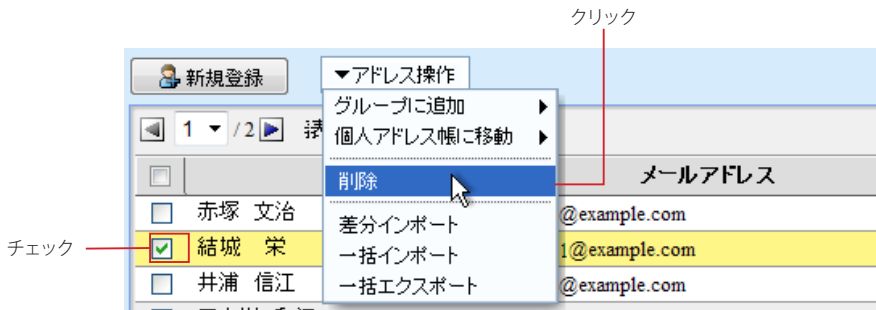 クリック
新規登録
▼アドレス操作
グループに追加
個人アドレス帳に移動
削除
差分インポート
一括インポート
一括エクスポート
1 / 2
メールアドレス
赤塚 文治
@example.com
チェック
結城 栄
1@example.com
井浦 信江
@example.com